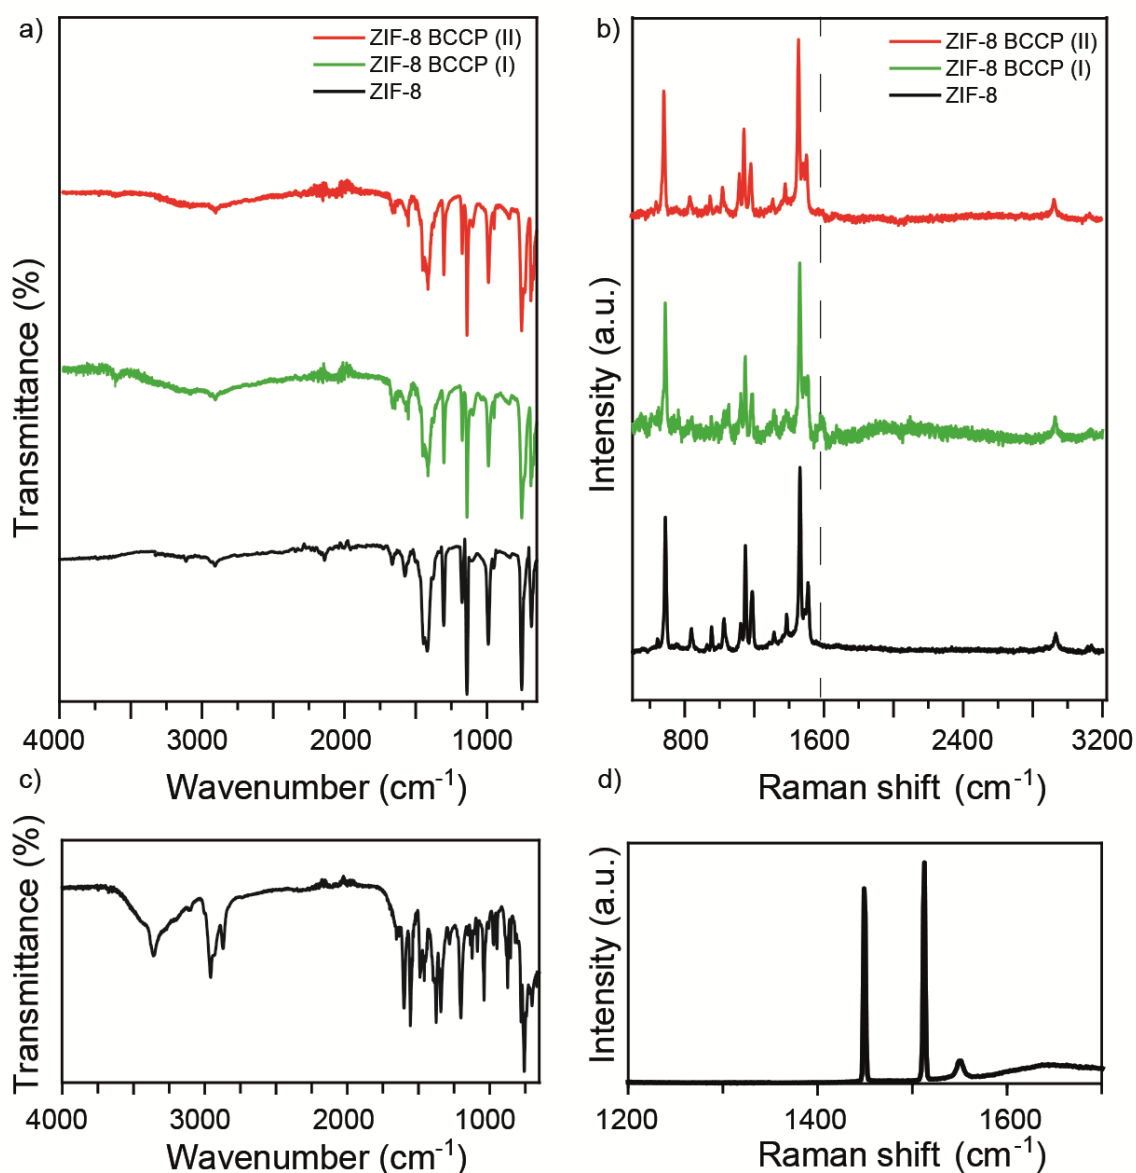 a)
ZIF-8 BCCP (II)
ZIF-8 BCCP (I)
ZIF-8
Transmittance (%)
4000 3000 2000 1000
Wavenumber (cm-1)
b)
ZIF-8 BCCP (II)
ZIF-8 BCCP (I)
ZIF-8
Intensity (a.u.)
800 1600 2400 3200
Raman shift (cm-1)
c)
Transmittance (%)
4000 3000 2000 1000
Wavenumber (cm-1)
d)
Intensity (a.u.)
1200 1400 1600
Raman shift (cm-1)